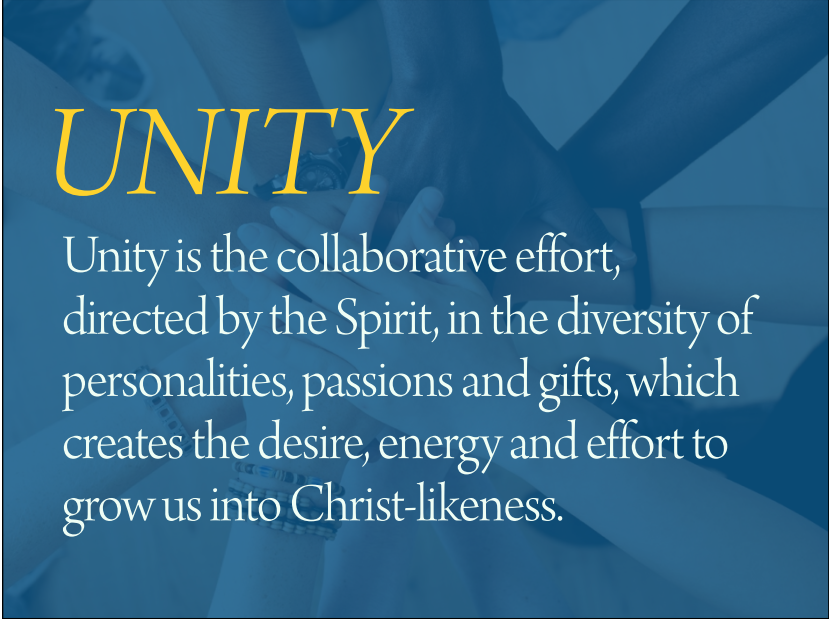 UNITY
Unity is the collaborative effort,
directed by the Spirit, in the diversity of
personalities, passions and gifts, which
creates the desire, energy and effort to
grow us into Christ-likeness.